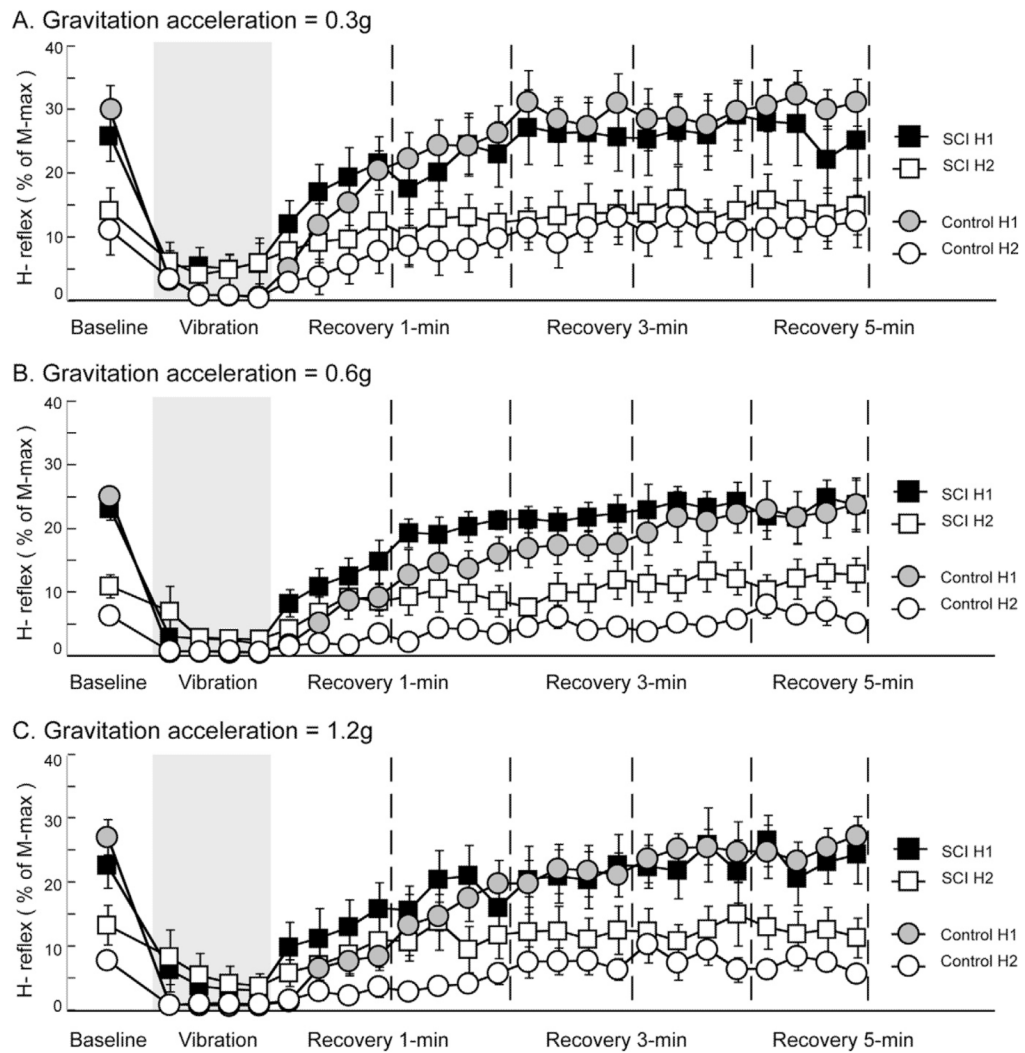 A. Gravitation acceleration = 0.3g
H- reflex ( % of M-max)
40
30
20
10
0
SCI H1
SCI H2
Control H1
Control H2
Baseline Vibration Recovery 1-min Recovery 3-min Recovery 5-min
B. Gravitation acceleration = 0.6g
H- reflex ( % of M-max)
40
30
20
10
0
SCI H1
SCI H2
Control H1
Control H2
Baseline Vibration Recovery 1-min Recovery 3-min Recovery 5-min
C. Gravitation acceleration = 1.2g
H- reflex ( % of M-max)
40
30
20
10
0
SCI H1
SCI H2
Control H1
Control H2
Baseline Vibration Recovery 1-min Recovery 3-min Recovery 5-min